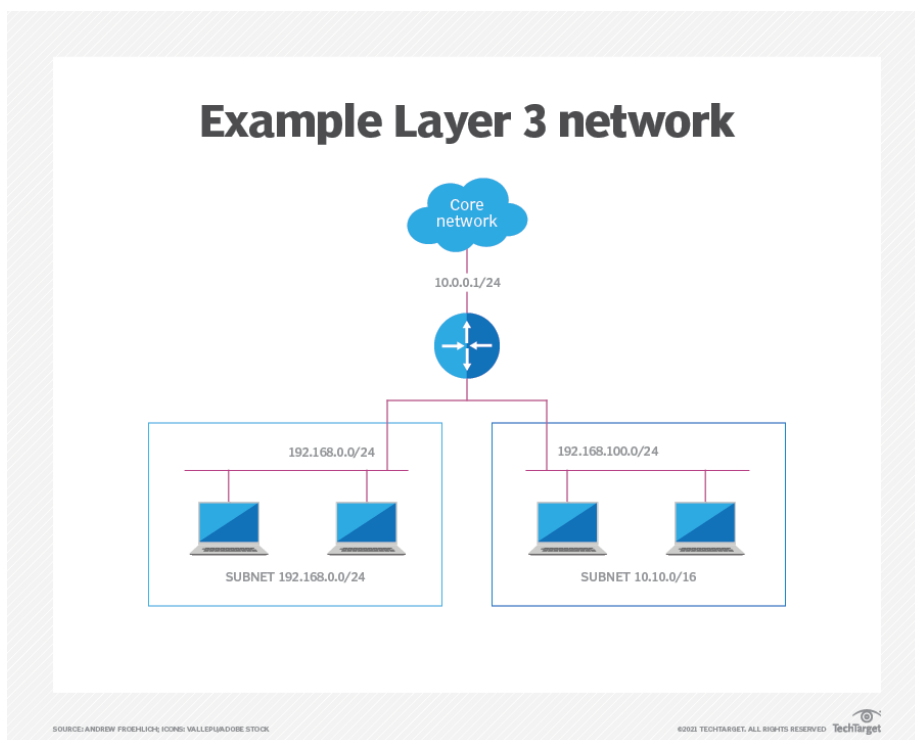 Example Layer 3 network
Core
network
10.0.0.1/24
192.168.0.0/24
192.168.100.0/24
SUBNET 192.168.0.0/24
SUBNET 10.10.0/16
SOURCE: ANDREW FROEHLICH; ICONS: VALLEPU/ADOBE STOCK
©2021 TECHTARGET. ALL RIGHTS RESERVED
TechTarget